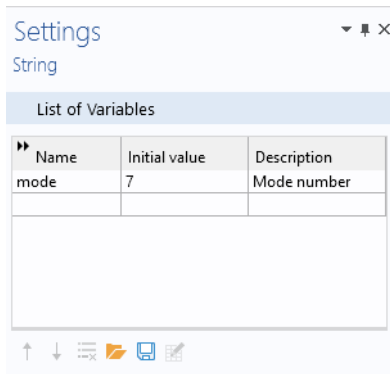 Settings
String
List of Variables
Name Initial value Description
mode 7 Mode number